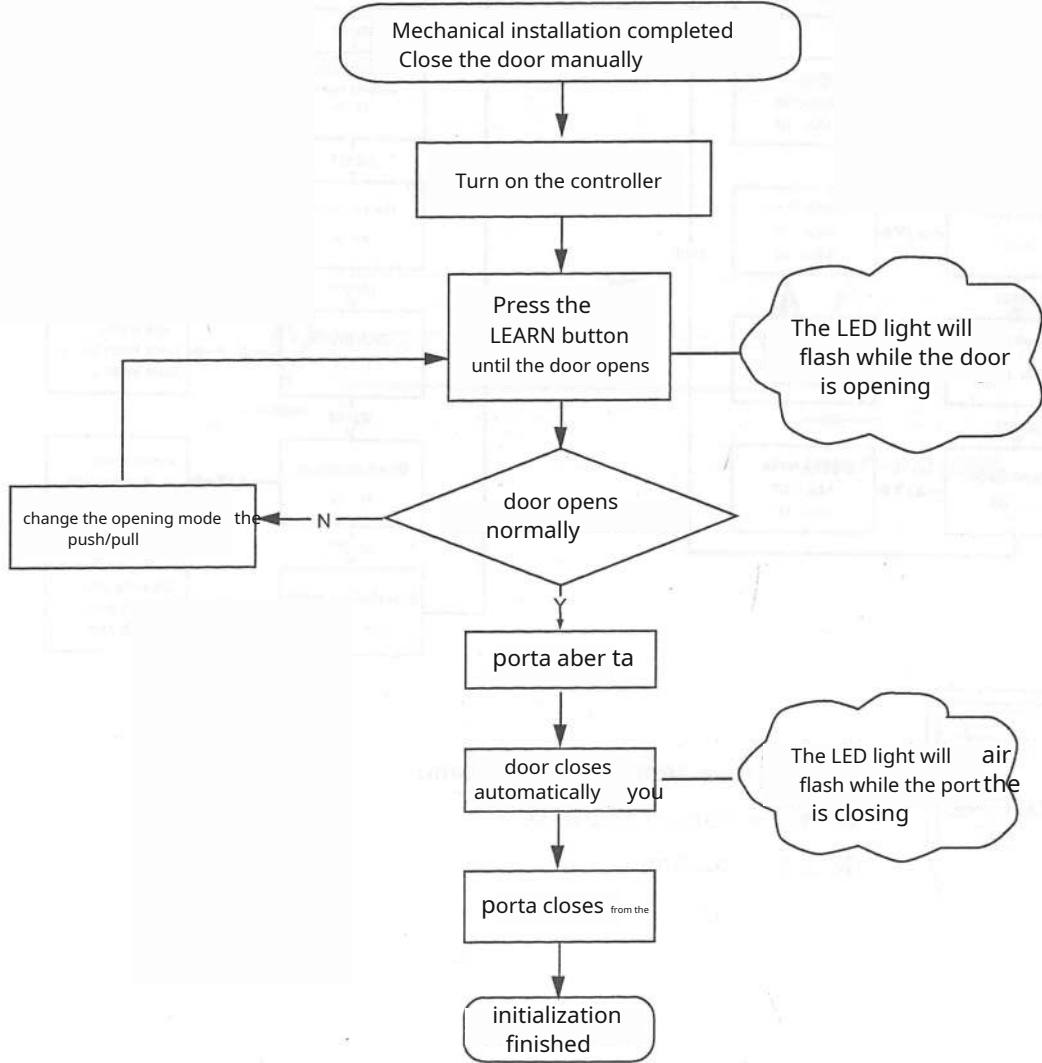 Mechanical installation completed
Close the door manually
Turn on the controller
Press the
LEARN button
until the door opens
The LED light will
flash while the door
is opening
door opens
normally
N
change the opening mode the
push/pull
Y
porta aber ta
door closes
automatically you
The LED light will air
flash while the port the
is closing
porta closes from the
initialization
finished